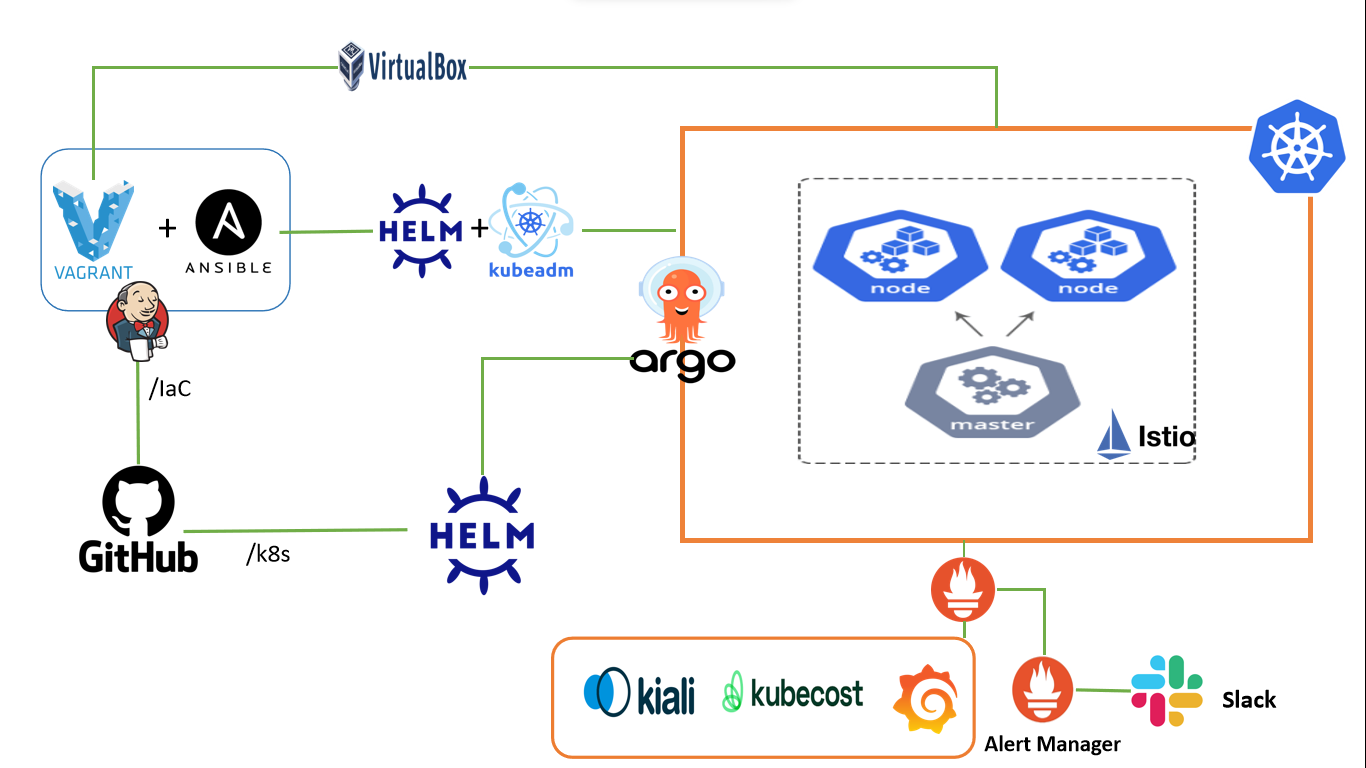 VirtualBox
VAGRANT
+
ANSIBLE
HELM
+
kubeadm
node
node
argo
master
Istio
/IaC
GitHub
/k8s
HELM
kiali
kubecost
Alert Manager
Slack